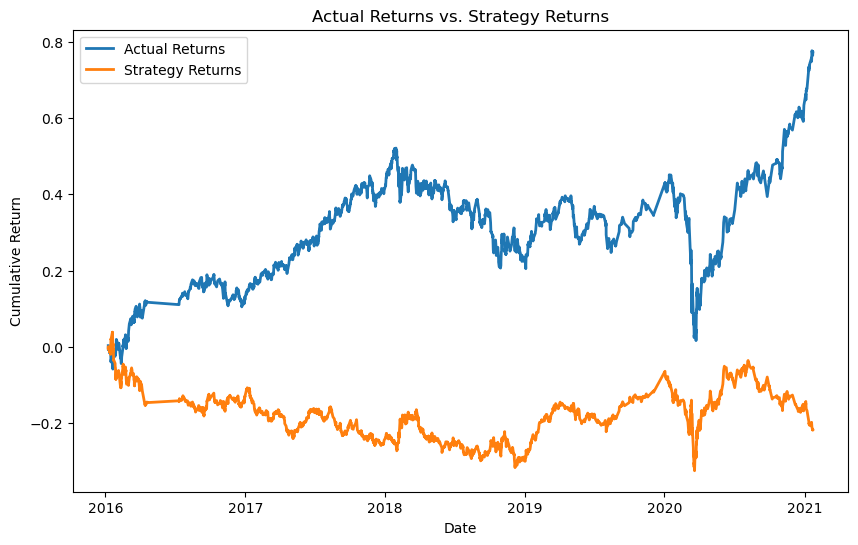 Actual Returns vs. Strategy Returns
Actual Returns
Strategy Returns
Cumulative Return
0.8
0.6
0.4
0.2
0.0
−0.2
2016 2017 2018 2019 2020 2021
Date